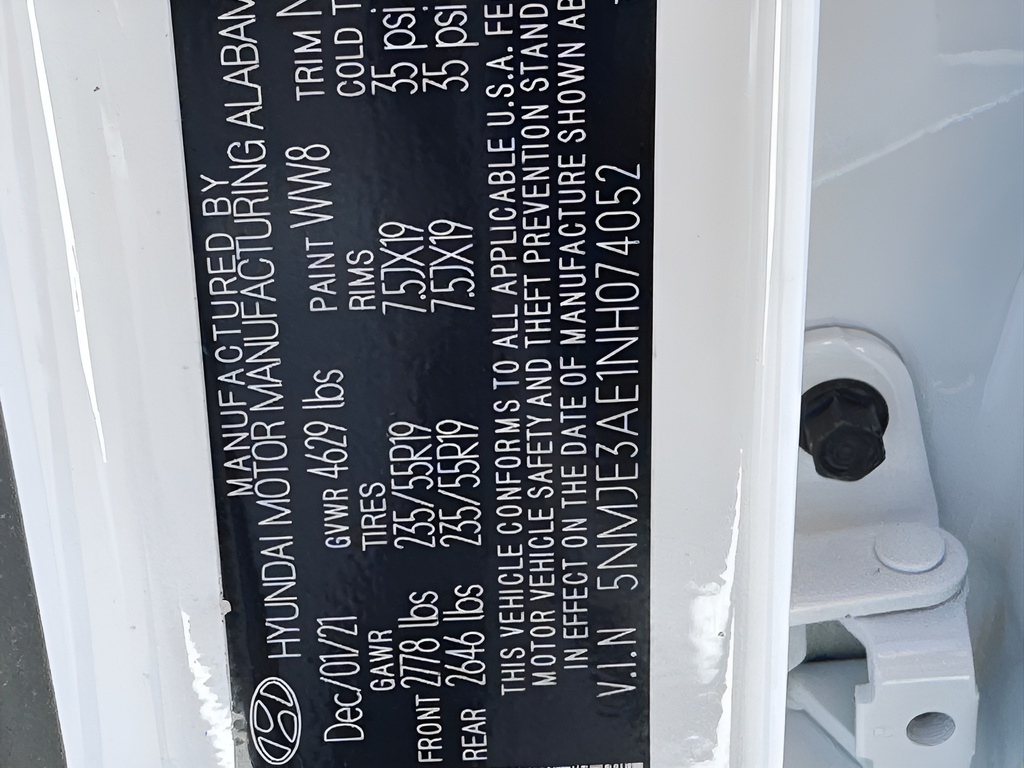 MANUFACTURED BY
HYUNDAI MOTOR MANUFACTURING ALABAM
Dec/01/21 GVWR 4629 lbs PAINT WW8 TRIM N
GAWR TIRES RIMS COLD T
FRONT 2778 lbs 235/55R19 7.5JX19 35 psi
REAR 2646 lbs 235/55R19 7.5JX19 35 psi
THIS VEHICLE CONFORMS TO ALL APPLICABLE U.S.A. FE
MOTOR VEHICLE SAFETY AND THEFT PREVENTION STAND
IN EFFECT ON THE DATE OF MANUFACTURE SHOWN AB
V.I.N 5NMJE3AE1NH074052